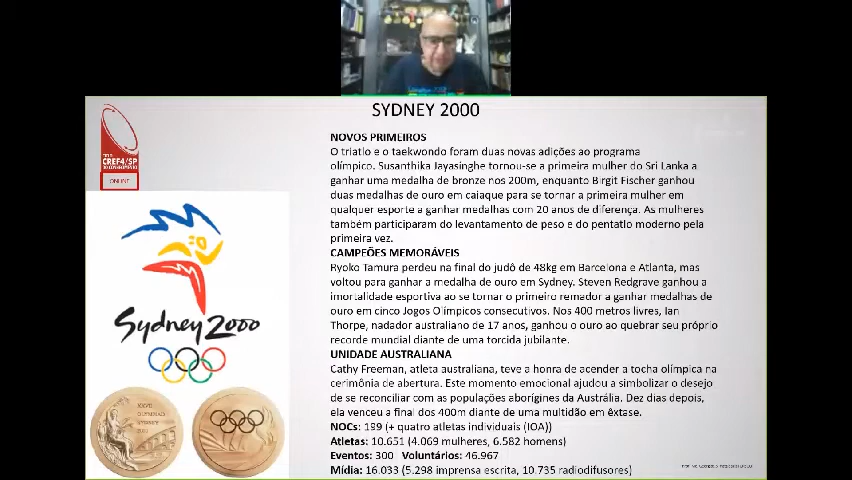 SYDNEY 2000
CREF4/SP
DO CONHECIMENTO
ONLINE
NOVOS PRIMEIROS
O triatlo e o taekwondo foram duas novas adições ao programa
olímpico. Susanthika Jayasinghe tornou-se a primeira mulher do Sri Lanka a
ganhar uma medalha de bronze nos 200m, enquanto Birgit Fischer ganhou
duas medalhas de ouro em caiaque para se tornar a primeira mulher em
qualquer esporte a ganhar medalhas com 20 anos de diferença. As mulheres
também participaram do levantamento de peso e do pentatlo moderno pela
primeira vez.
CAMPEÕES MEMORÁVEIS
Ryoko Tamura perdeu na final do judô de 48kg em Barcelona e Atlanta, mas
voltou para ganhar a medalha de ouro em Sydney. Steven Redgrave ganhou a
imortalidade esportiva ao se tornar o primeiro remador a ganhar medalhas de
ouro em cinco Jogos Olímpicos consecutivos. Nos 400 metros livres, Ian
Thorpe, nadador australiano de 17 anos, ganhou o ouro ao quebrar seu próprio
recorde mundial diante de uma torcida jubilante.
UNIDADE AUSTRALIANA
Cathy Freeman, atleta australiana, teve a honra de acender a tocha olímpica na
cerimônia de abertura. Este momento emocional ajudou a simbolizar o desejo
de se reconciliar com as populações aborígines da Austrália. Dez dias depois,
ela venceu a final dos 400m diante de uma multidão em êxtase.
NOCs: 199 (+ quatro atletas individuais (IOA))
Atletas: 10.651 (4.069 mulheres, 6.582 homens)
Eventos: 300 Voluntários: 46.967
Mídia: 16.033 (5.298 imprensa escrita, 10.735 radiodifusores)
Sydney 2000
XXVII
OLYMPIAD
SYDNEY
2000